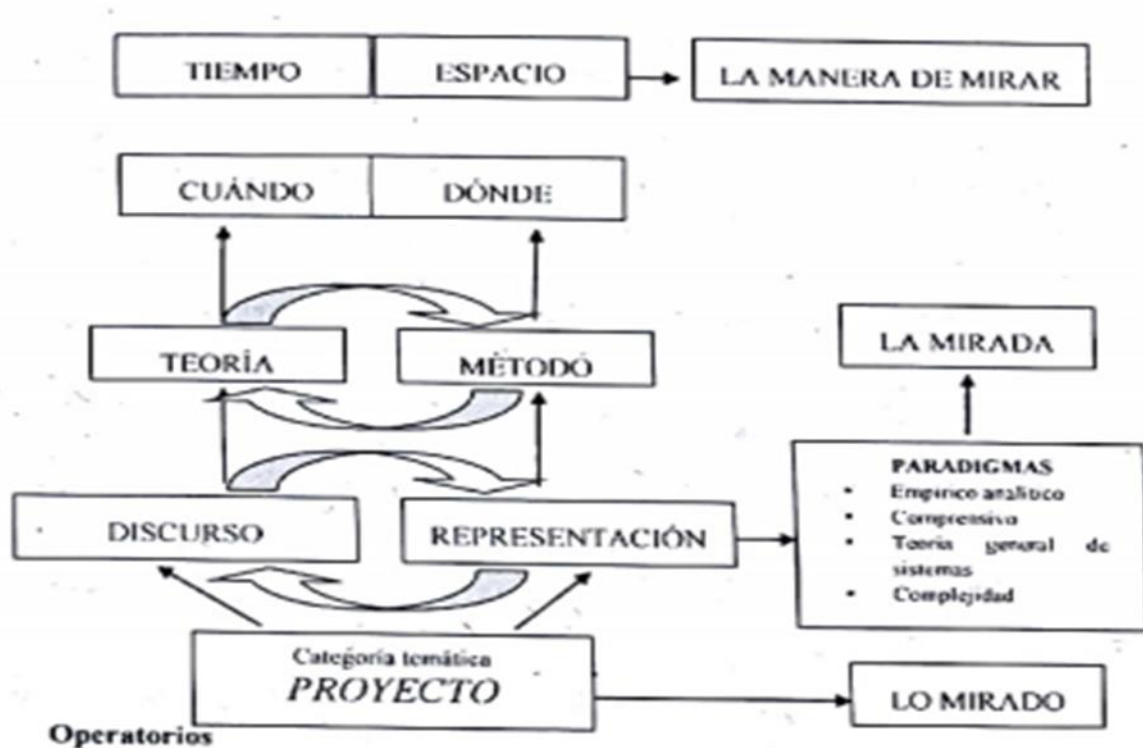 TIEMPO ESPACIO LA MANERA DE MIRAR
CUÁNDO DÓNDE
TEORÍA MÉTODÓ LA MIRADA
DISCURSO REPRESENTACIÓN
PARADIGMAS
• Empírico analítico
• Comprensivo
• Teoría general de
sistemas
• Complejidad
Categoría temática
PROYECTO
LO MIRADO
Operatorios